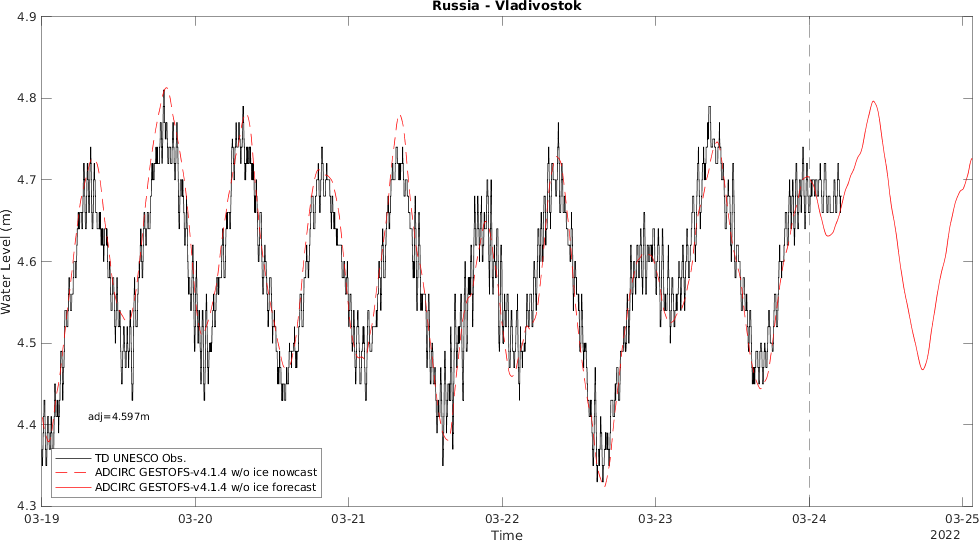 Russia - Vladivostok
4.9
4.8
4.7
4.6
4.5
4.4
4.3
Water Level (m)
adj=4.597m
TD UNESCO Obs.
ADCIRC GESTOFS-v4.1.4 w/o ice nowcast
ADCIRC GESTOFS-v4.1.4 w/o ice forecast
03-19 03-20 03-21 03-22 03-23 03-24 03-25
Time
2022